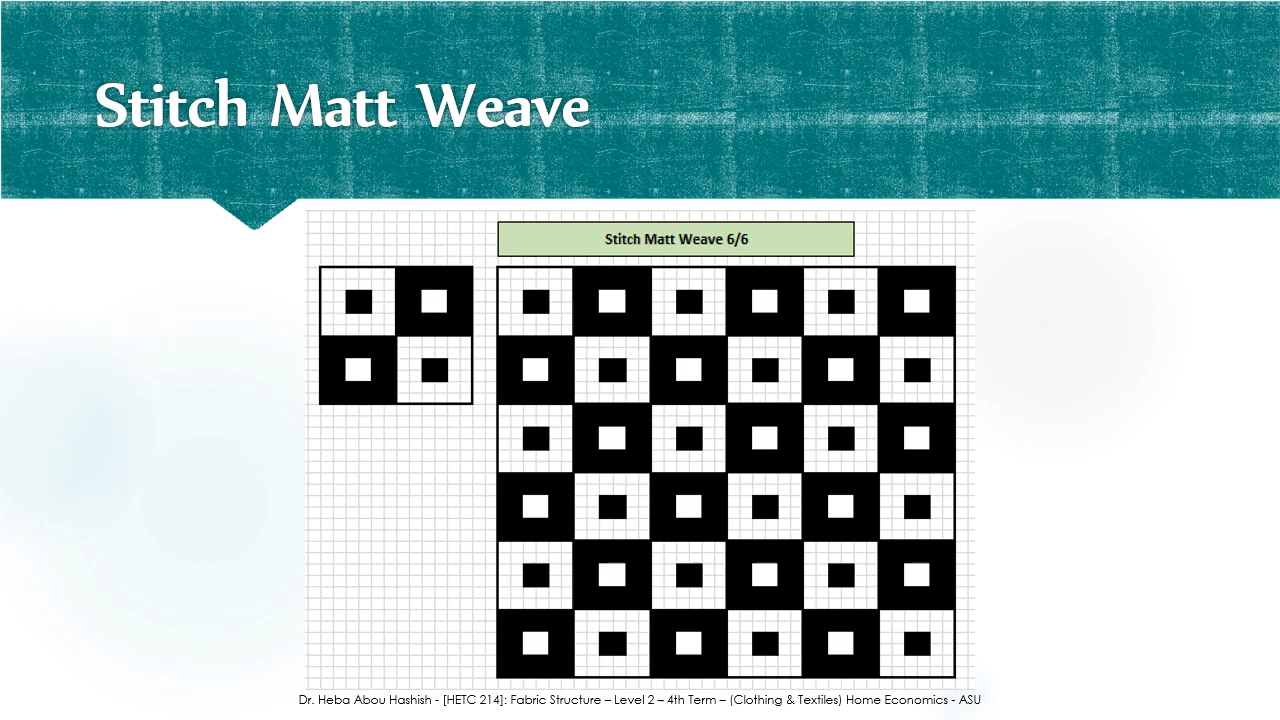 Stitch Matt Weave
Stitch Matt Weave 6/6
Dr. Heba Abou Hashish - [HETC 214]: Fabric Structure – Level 2 – 4th Term – (Clothing & Textiles) Home Economics - ASU